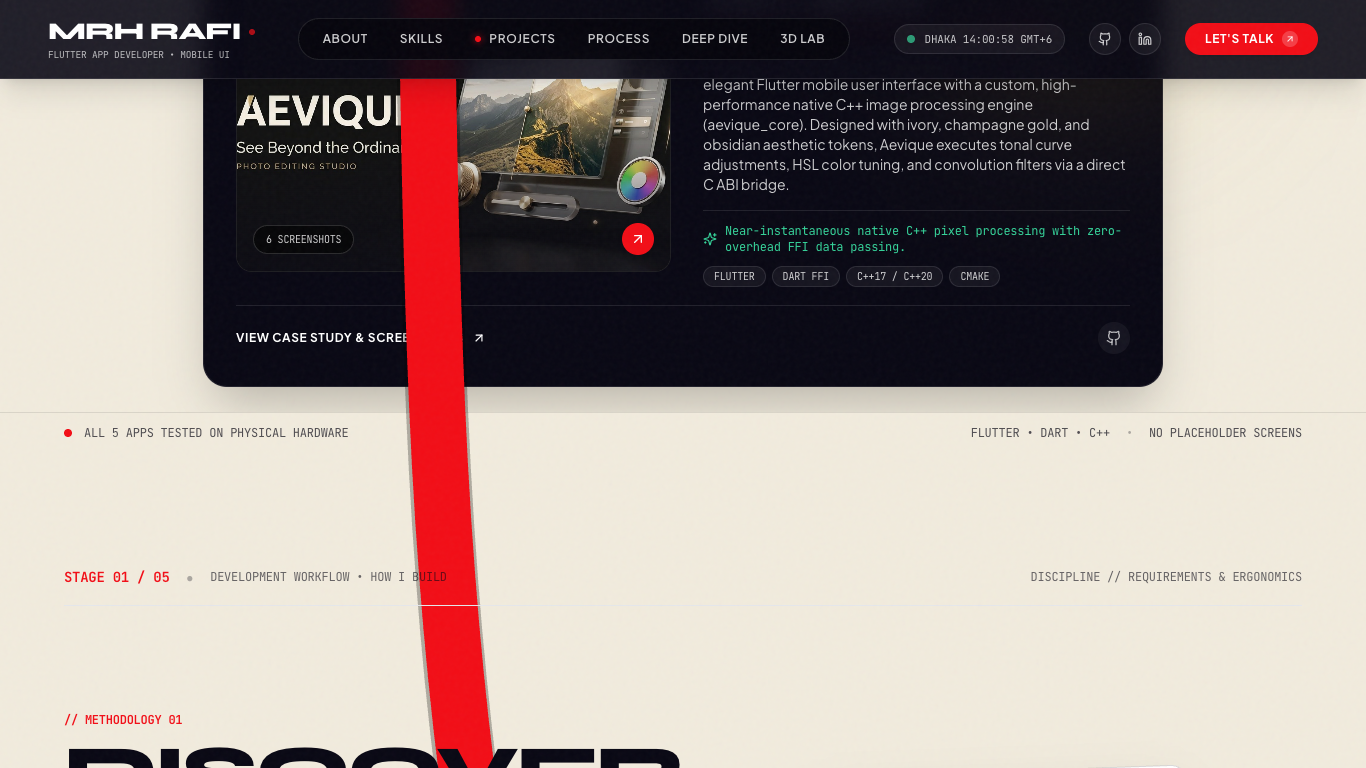 MRH RAFI
FLUTTER APP DEVELOPER • MOBILE UI
ABOUT
SKILLS
PROJECTS
PROCESS
DEEP DIVE
3D LAB
DHAKA 14:00:58 GMT+6
LET'S TALK
elegant Flutter mobile user interface with a custom, high-
performance native C++ image processing engine
(aevique_core). Designed with ivory, champagne gold, and
obsidian aesthetic tokens, Aevique executes tonal curve
adjustments, HSL color tuning, and convolution filters via a direct
C ABI bridge.
See Beyond the
PHOTO EDITING STUDIO
6 SCREENSHOTS
Near-instantaneous native C++ pixel processing with zero-
overhead FFI data passing.
FLUTTER
DART FFI
C++17 / C++20
CMAKE
VIEW CASE STUDY &
ALL 5 APPS TESTED ON PHYSICAL HARDWARE
FLUTTER • DART • C++ • NO PLACEHOLDER SCREENS
STAGE 01 / 05 • DEVELOPMENT WORKFLOW • HOW I BUILD
DISCIPLINE // REQUIREMENTS & ERGONOMICS
// METHODOLOGY 01
DISCOVER